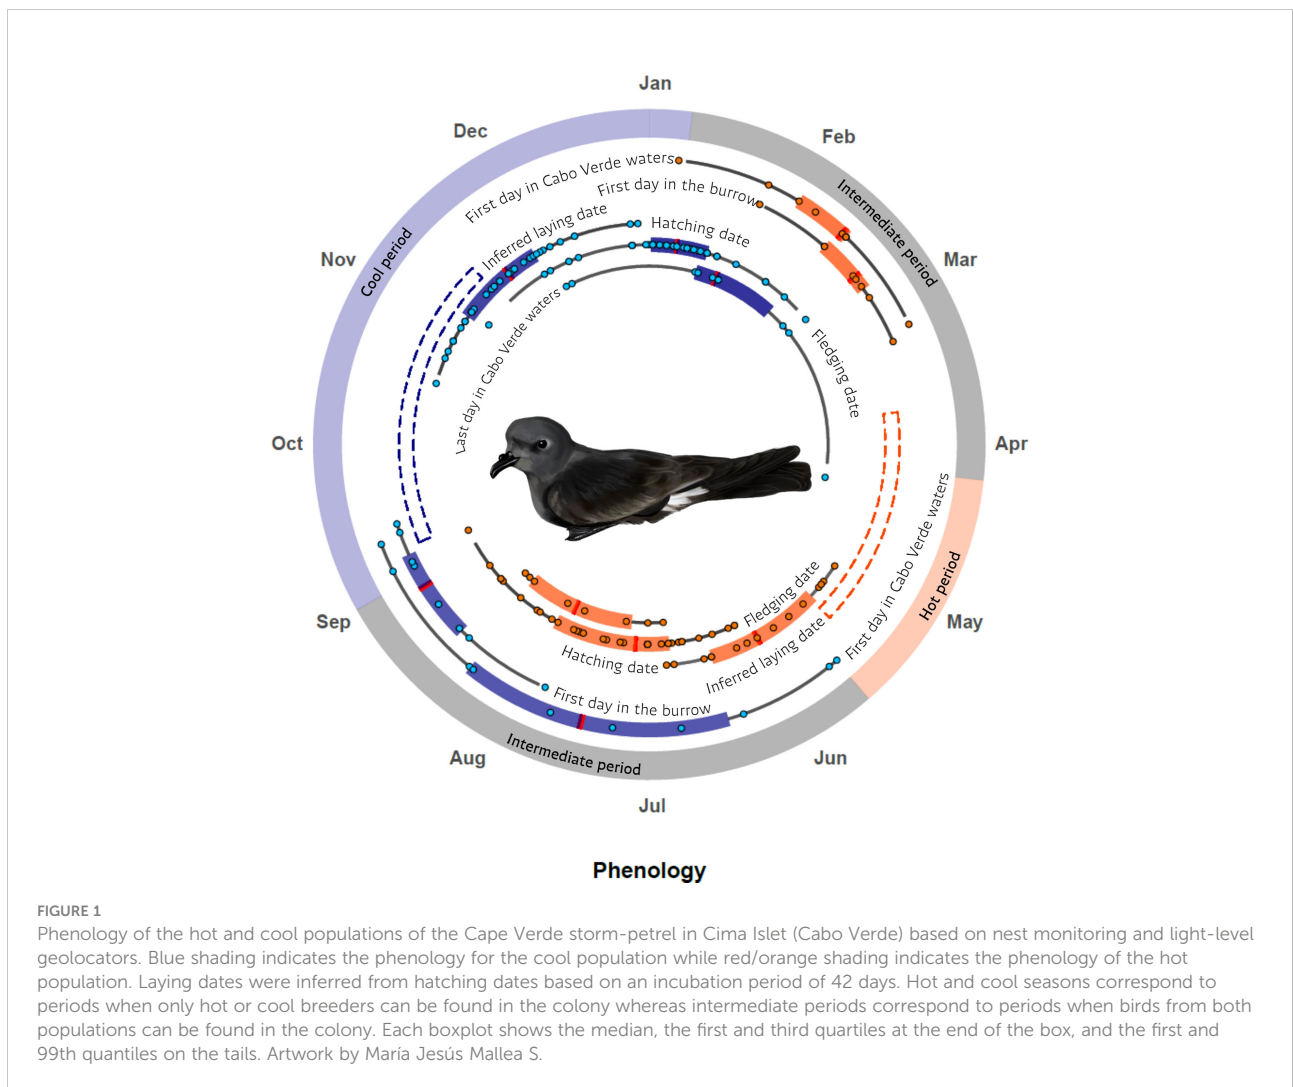 Jan
Dec
Feb
First day in Cabo Verde waters
First day in the burrow
Intermediate period
Inferred laying date
Hatching date
Cool period
Nov
Mar
Last day in Cabo Verde waters
Fledging date
Oct
Apr
First day in Cabo Verde waters
Hot period
Fledging date
Sep
May
Inferred laying date
Hatching date
First day in the burrow
Intermediate period
Aug
Jun
Jul
Phenology
FIGURE 1
Phenology of the hot and cool populations of the Cape Verde storm-petrel in Cima Islet (Cabo Verde) based on nest monitoring and light-level
geolocators. Blue shading indicates the phenology for the cool population while red/orange shading indicates the phenology of the hot
population. Laying dates were inferred from hatching dates based on an incubation period of 42 days. Hot and cool seasons correspond to
periods when only hot or cool breeders can be found in the colony whereas intermediate periods correspond to periods when birds from both
populations can be found in the colony. Each boxplot shows the median, the first and third quartiles at the end of the box, and the first and
99th quantiles on the tails. Artwork by María Jesús Mallea S.